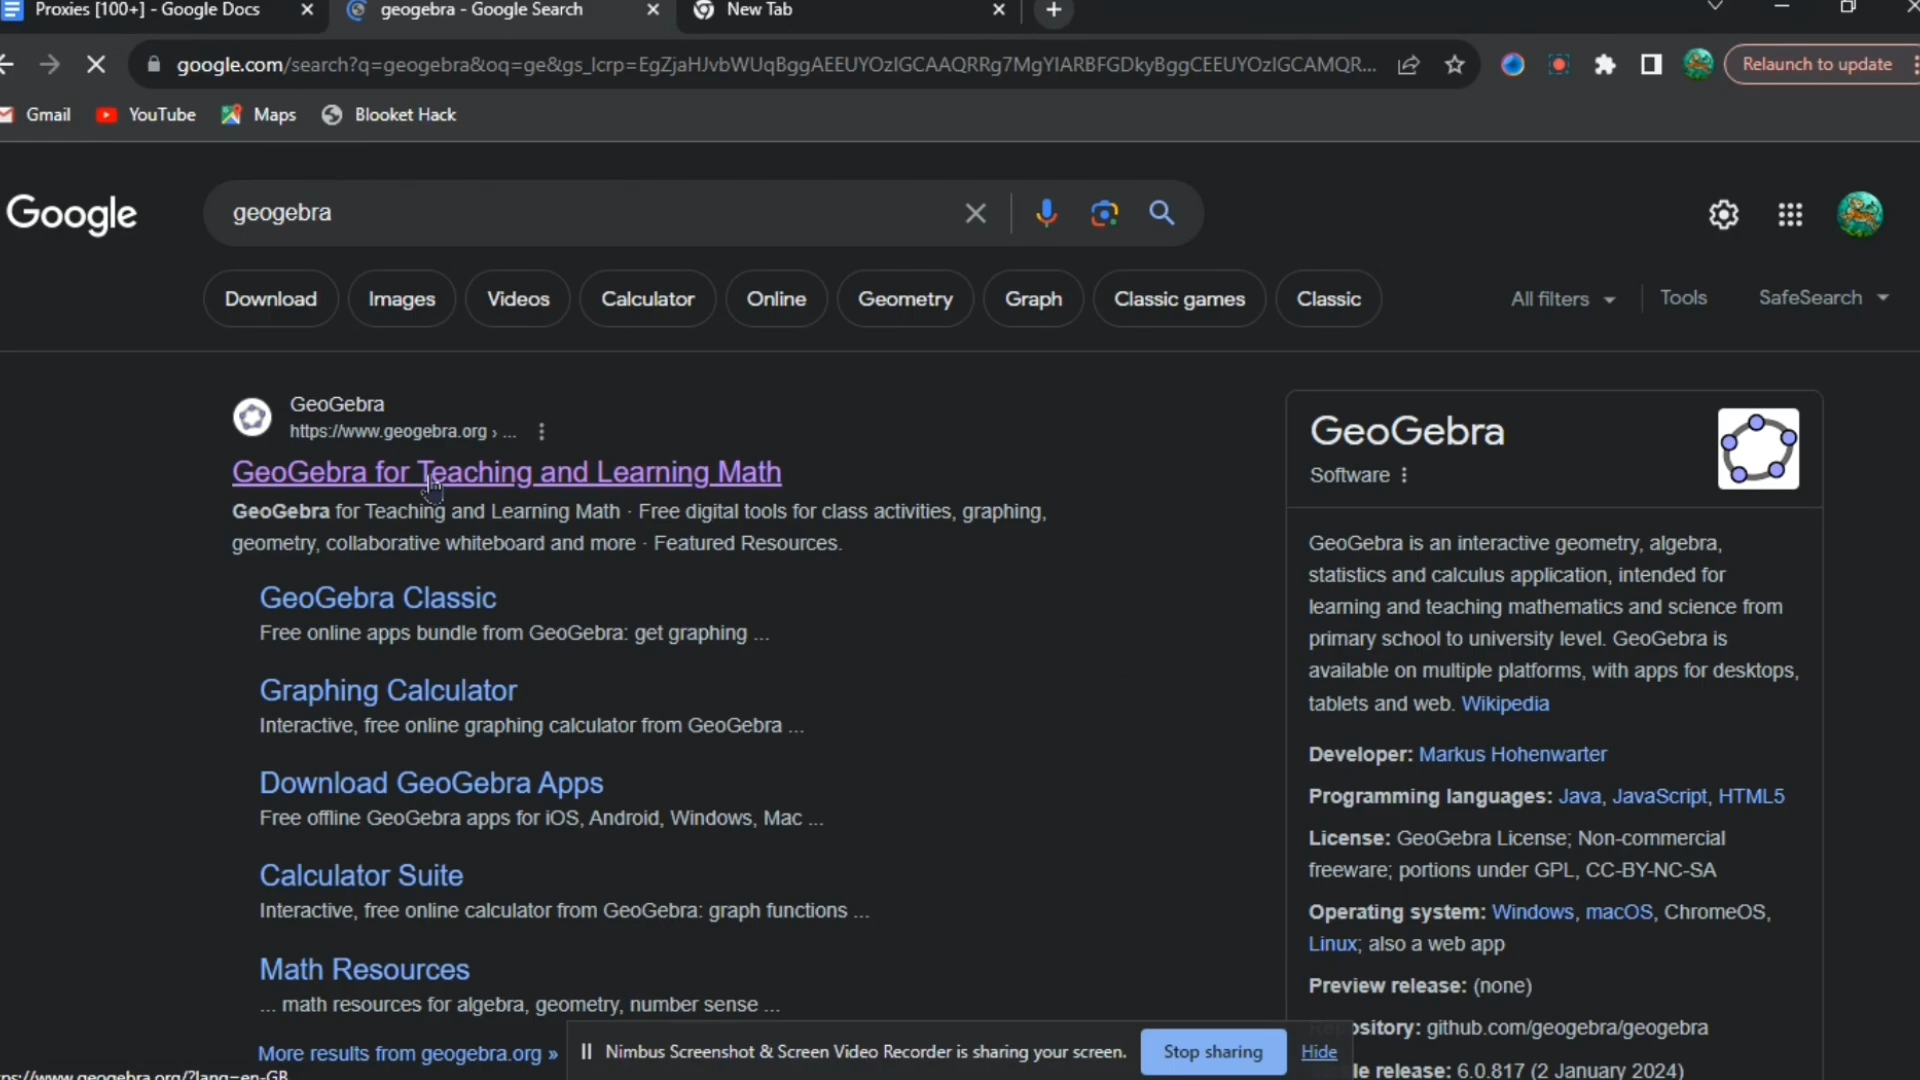 Proxies [100+] - Google Docs
geogebra - Google Search
New Tab
google.com/search?q=geogebra&oq=ge&gs_lcrp=EgZjaHJvbWUqBggAEEUYOzIGCAAQRRg7MgYIARBFGDkyBggCEEUYOzIGCAMQR...
Relaunch to update
Gmail
YouTube
Maps
Blooket Hack
Google
geogebra
Download
Images
Videos
Calculator
Online
Geometry
Graph
Classic games
Classic
All filters
Tools
SafeSearch
GeoGebra
https://www.geogebra.org › ...
GeoGebra for Teaching and Learning Math
GeoGebra for Teaching and Learning Math · Free digital tools for class activities, graphing,
geometry, collaborative whiteboard and more · Featured Resources.
GeoGebra Classic
Free online apps bundle from GeoGebra: get graphing ...
Graphing Calculator
Interactive, free online graphing calculator from GeoGebra ...
Download GeoGebra Apps
Free offline GeoGebra apps for iOS, Android, Windows, Mac ...
Calculator Suite
Interactive, free online calculator from GeoGebra: graph functions ...
Math Resources
... math resources for algebra, geometry, number sense ...
More results from geogebra.org »
GeoGebra
Software
GeoGebra is an interactive geometry, algebra,
statistics and calculus application, intended for
learning and teaching mathematics and science from
primary school to university level. GeoGebra is
available on multiple platforms, with apps for desktops,
tablets and web. Wikipedia
Developer: Markus Hohenwarter
Programming languages: Java, JavaScript, HTML5
License: GeoGebra License; Non-commercial
freeware; portions under GPL, CC-BY-NC-SA
Operating system: Windows, macOS, ChromeOS,
Linux; also a web app
Preview release: (none)
github.com/geogebra/geogebra
release: 6.0.817 (2 January 2024)
Nimbus Screenshot & Screen Video Recorder is sharing your screen.
Stop sharing
Hide